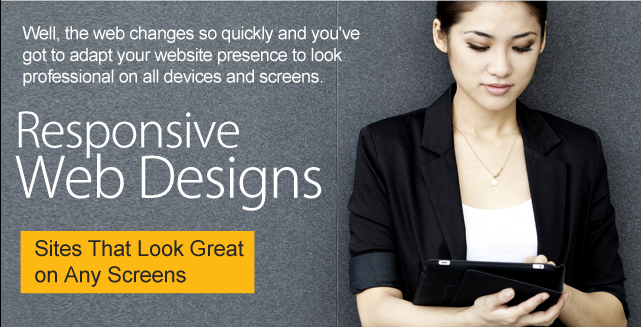 Well, the web changes so quickly and you've
got to adapt your website presence to look
professional on all devices and screens.
Responsive
Web Designs
Sites That Look Great
on Any Screens